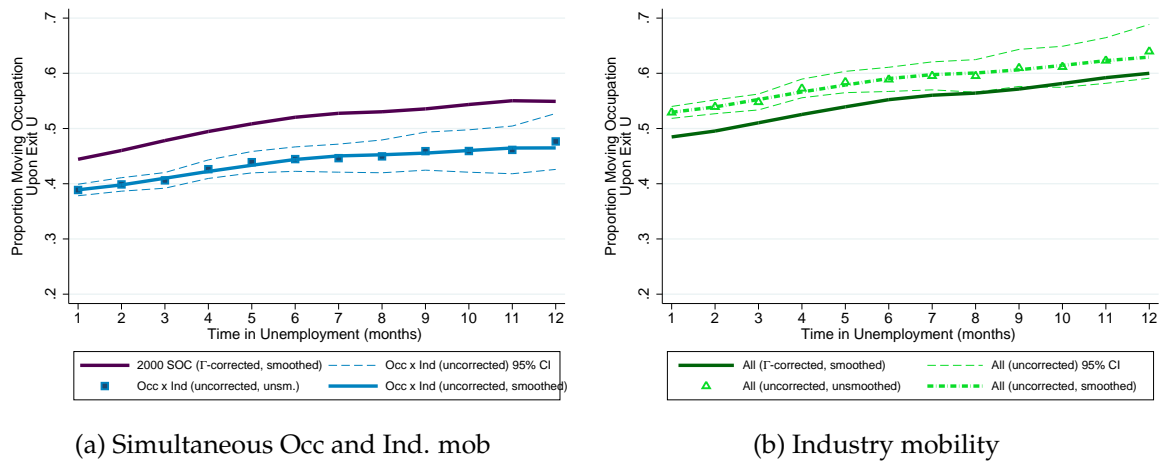 Proportion Moving Occupation
Upon Exit U
.7
.6
.5
.4
.3
.2
1 2 3 4 5 6 7 8 9 10 11 12
Time in Unemployment (months)
2000 SOC (Γ-corrected, smoothed)
Occ x Ind (uncorrected) 95% CI
Occ x Ind (uncorrected, unsm.)
Occ x Ind (uncorrected, smoothed)
(a) Simultaneous Occ and Ind. mob
Proportion Moving Occupation
Upon Exit U
.7
.6
.5
.4
.3
.2
1 2 3 4 5 6 7 8 9 10 11 12
Time in Unemployment (months)
All (Γ-corrected, smoothed)
All (uncorrected) 95% CI
All (uncorrected, unsmoothed)
All (uncorrected, smoothed)
(b) Industry mobility